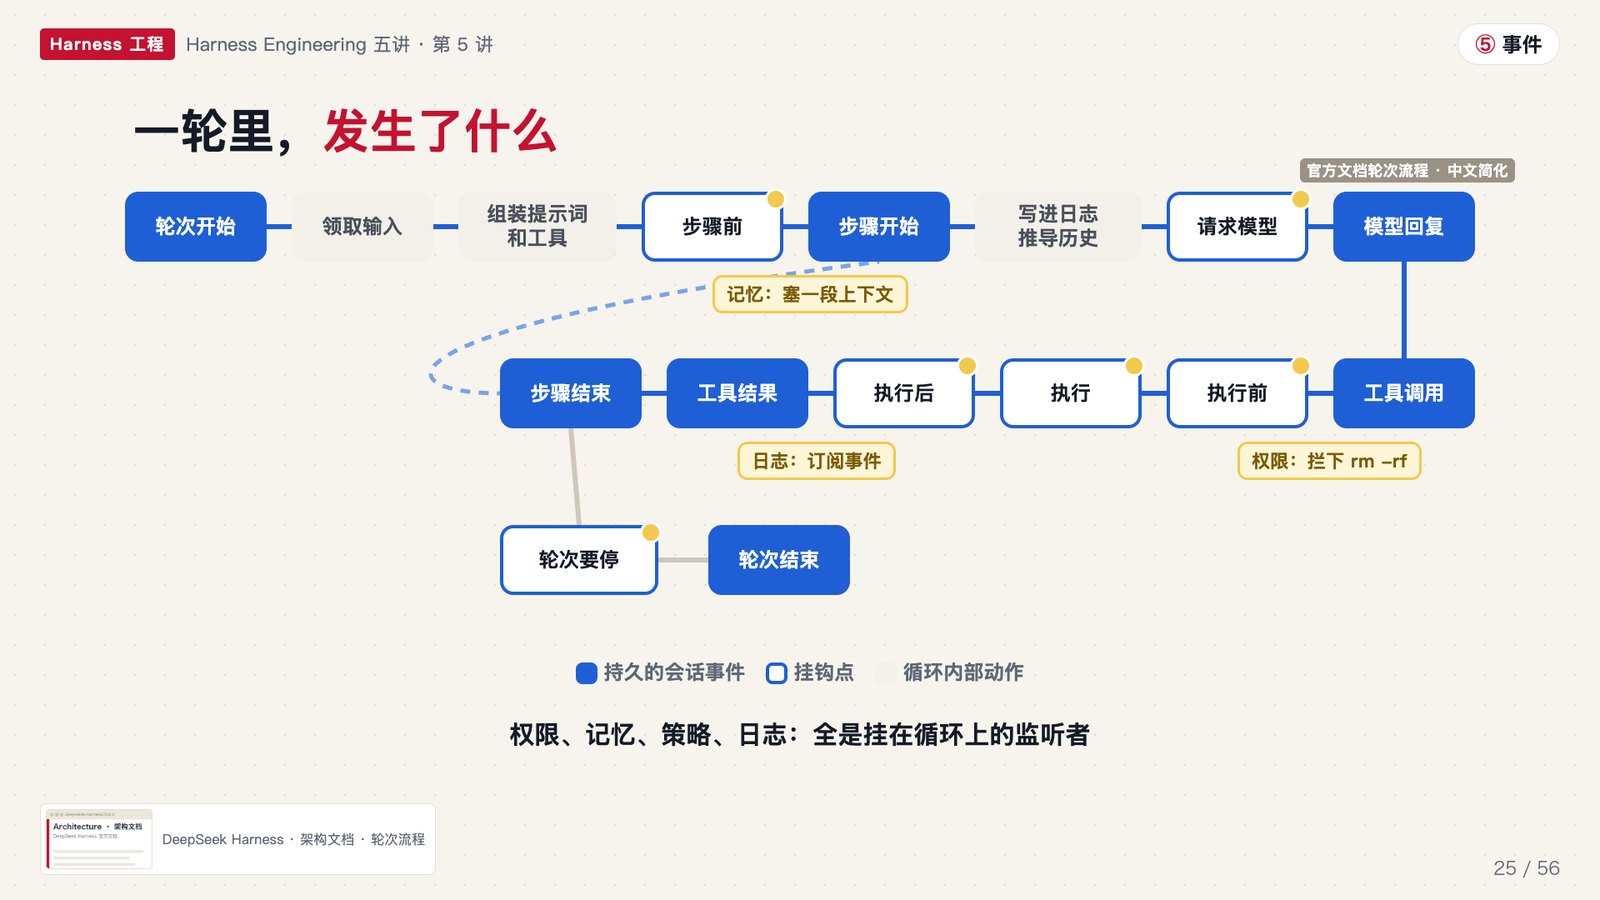 Harness 工程 Harness Engineering 五讲 · 第 5 讲
⑤ 事件
一轮里，发生了什么
官方文档轮次流程 · 中文简化
轮次开始
领取输入
组装提示词
和工具
步骤前
步骤开始
写进日志
推导历史
请求模型
模型回复
记忆：塞一段上下文
步骤结束
工具结果
执行后
执行
执行前
工具调用
日志：订阅事件
权限：拦下 rm –rf
轮次要停
轮次结束
持久的会话事件
挂钩点
循环内部动作
权限、记忆、策略、日志：全是挂在循环上的监听者
Architecture · 架构文档
DeepSeek Harness 官方文档
DeepSeek Harness · 架构文档 · 轮次流程
25 / 56